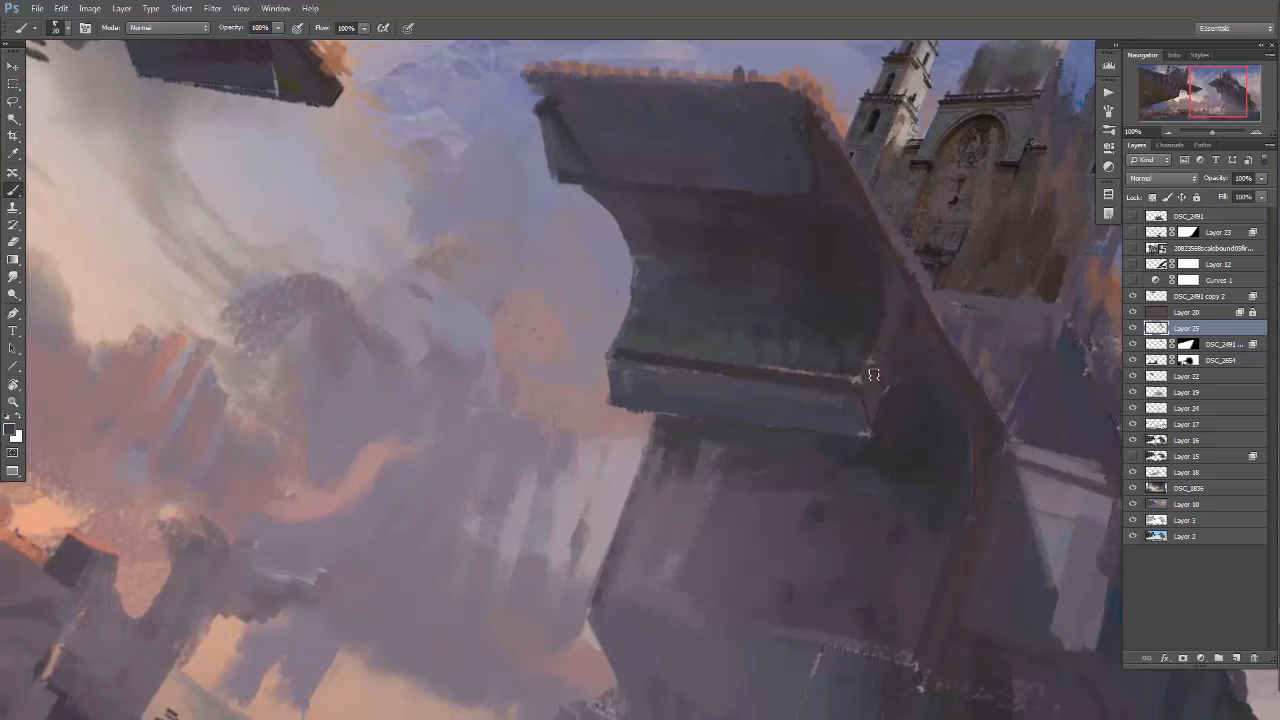 Ps File Edit Image Layer Type Select Filter View Window Help
20 Mode: Normal Opacity: 100% Flow: 100% Essentials
Navigator Info Styles
100%
Layers Channels Paths
Kind
Normal Opacity: 100%
Lock: Fill: 100%
DSC_2491
Layer 23
Layer 12
Curves 1
DSC_2491 copy 2
Layer 20
Layer 25
DSC_2491 ...
DSC_2654
Layer 22
Layer 19
Layer 24
Layer 17
Layer 16
Layer 15
Layer 18
DSC_1836
Layer 10
Layer 3
Layer 2
fx